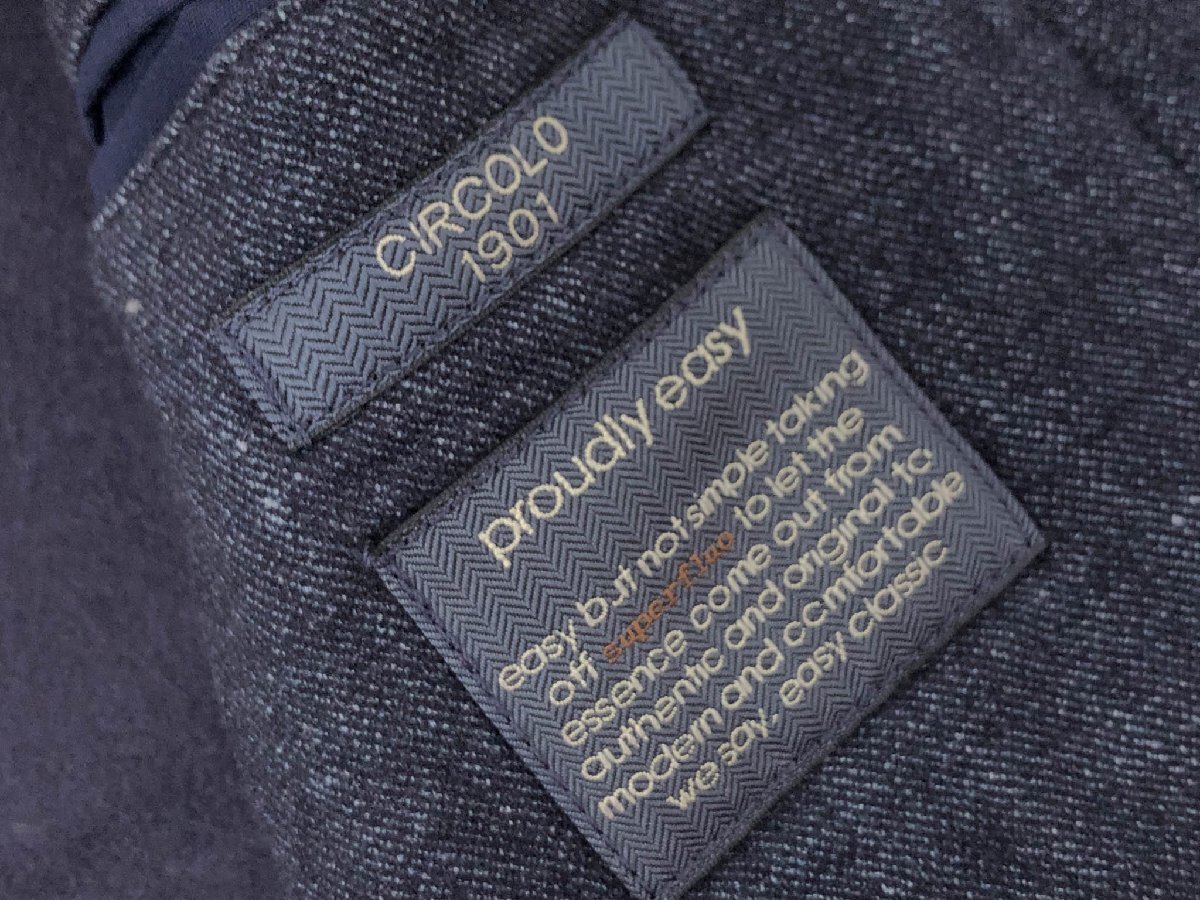 CIRCOLO
1901
proudly easy
easy but not simple taking
off superfluo to let the
essence come out from
authentic and original to
modern and comfortable
we say, easy classic